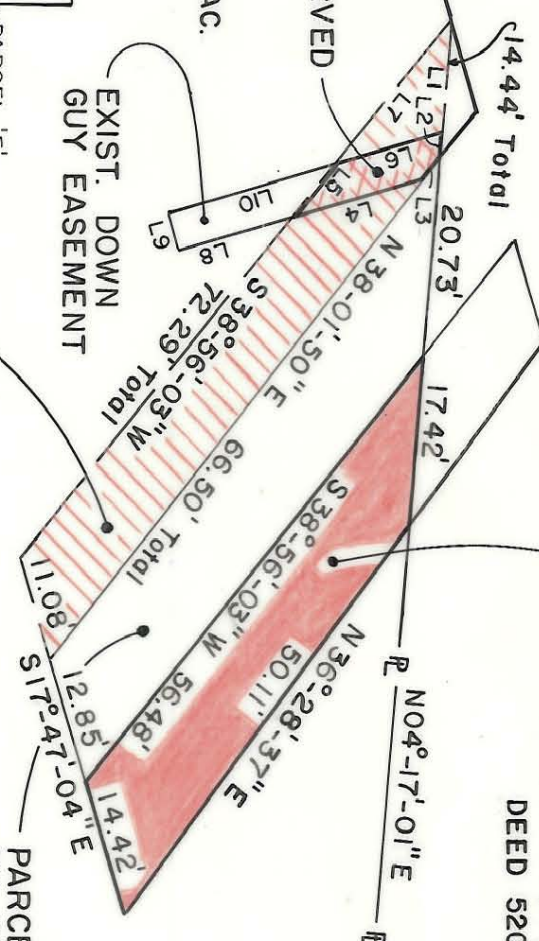 14.44' Total
AC.
VED
EXIST. DOWN
GUY EASEMENT
L1
L2
L7
L6
L5
L3
L4
L10
L8
L9
20.73'
17.42'
N 38-01'-50" E
66.50' Total
S 38°-56'-03" W
72.29'
Total
S38°-56'-03" W
56.48'
N36°-28'-37" E
50.11'
11.08'
12.85'
14.42'
S17°-47'-04" E
PL N04°-17'-01" E
DEED 520
PARCE